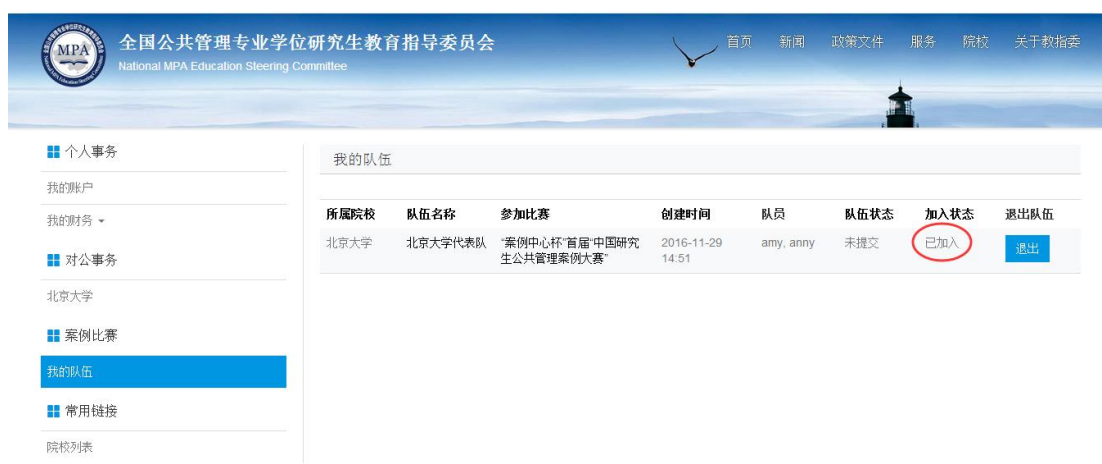 MPA
全国公共管理专业学位研究生教育指导委员会
National MPA Education Steering Committee
首页 新闻 政策文件 服务 院校 关于教指委
个人事务
我的账户
我的财务
对公事务
北京大学
案例比赛
我的队伍
常用链接
院校列表
我的队伍
所属院校 队伍名称 参加比赛 创建时间 队员 队伍状态 加入状态 退出队伍
北京大学 北京大学代表队 “案例中心杯“首届“中国研究 2016-11-29 amy, anny 未提交 已加入 退出
生公共管理案例大赛” 14:51